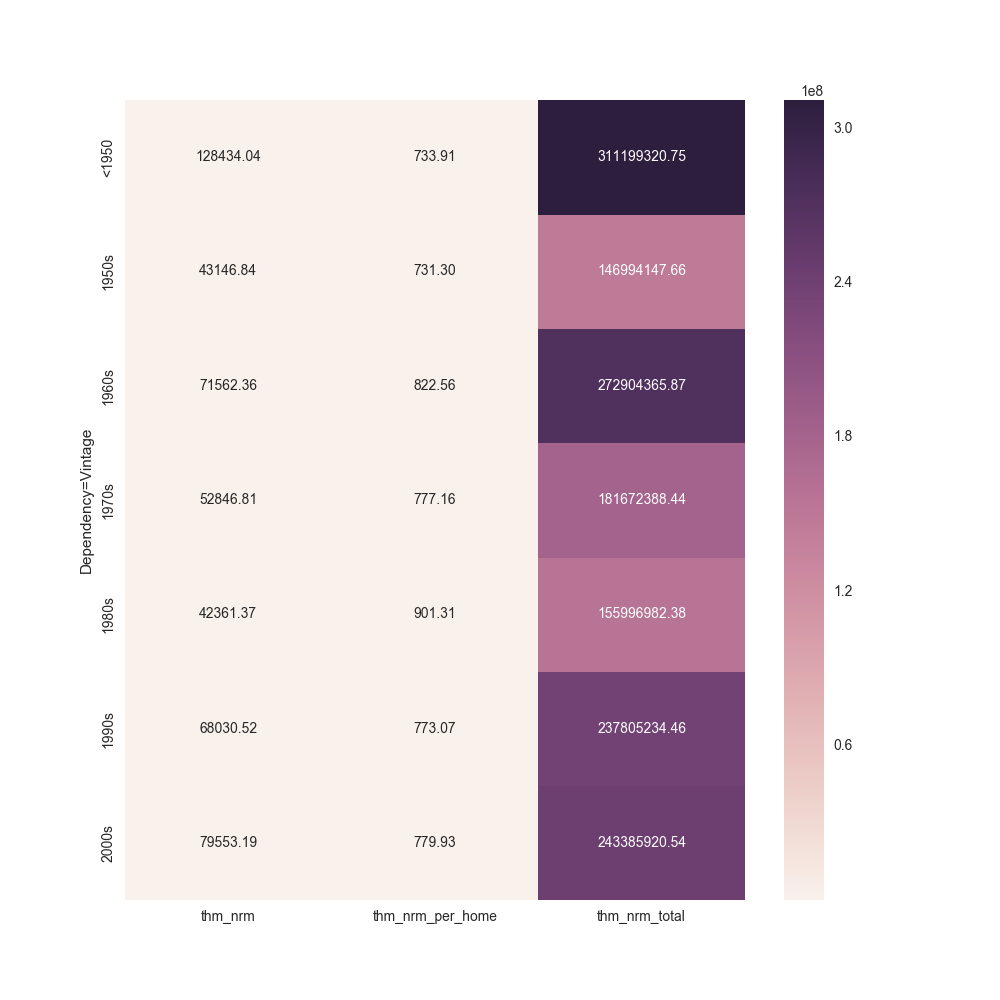 1e8
<1950 128434.04 733.91 311199320.75 3.0
1950s 43146.84 731.30 146994147.66
2.4
1960s 71562.36 822.56 272904365.87
1.8
Dependency=Vintage
1970s 52846.81 777.16 181672388.44
1.2
1980s 42361.37 901.31 155996982.38
1990s 68030.52 773.07 237805234.46
0.6
2000s 79553.19 779.93 243385920.54
thm_nrm thm_nrm_per_home thm_nrm_total